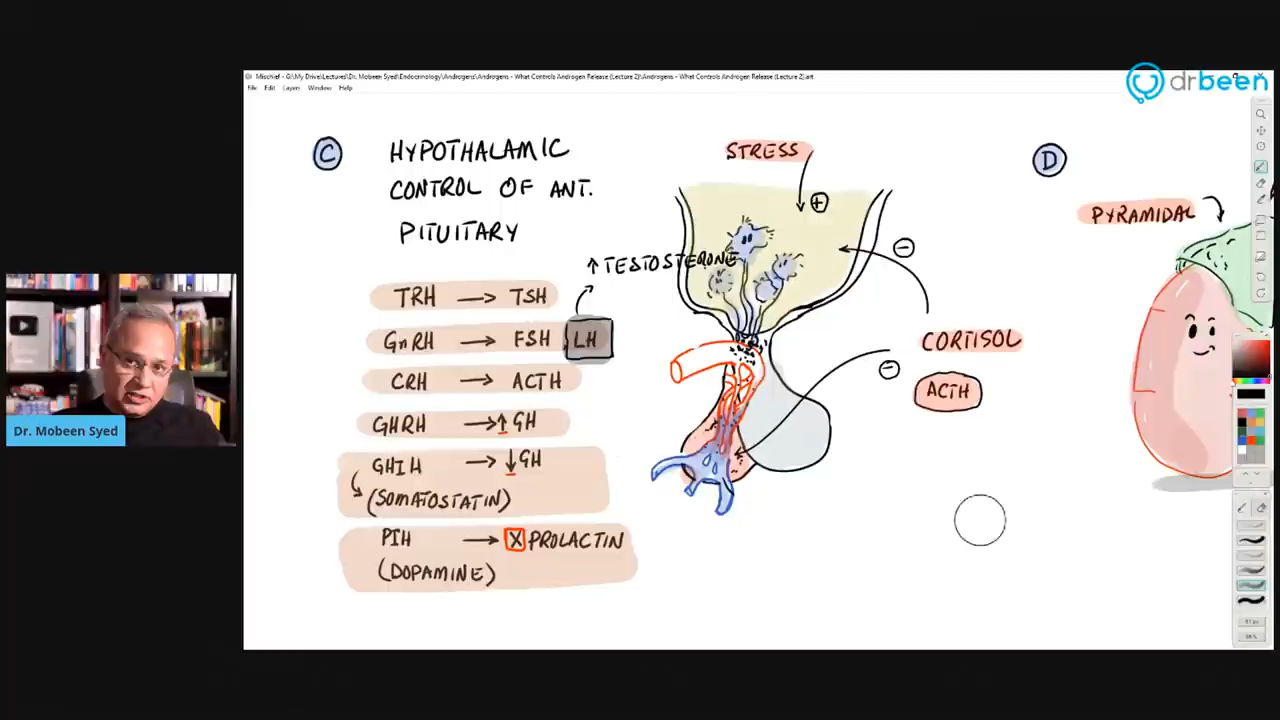 Mischief - G:\My Drive\Lectures\Dr. Mobeen Syed\Endocrinology\Androgens\Androgens - What Controls Androgen Release (Lecture 2)\Androgens - What Controls Androgen Release (Lecture 2).art
File Edit Layers Window Help
drbeen
C
HYPOTHALAMIC
CONTROL OF ANT.
PITUITARY
↑ TESTOSTERONE
TRH → TSH
GnRH → FSH LH
CRH → ACTH
GHRH → ↑ GH
GHIH → ↓ GH
(SOMATOSTATIN)
PIH → X PROLACTIN
(DOPAMINE)
STRESS
+
−
CORTISOL
−
ACTH
D
PYRAMIDAL
Dr. Mobeen Syed